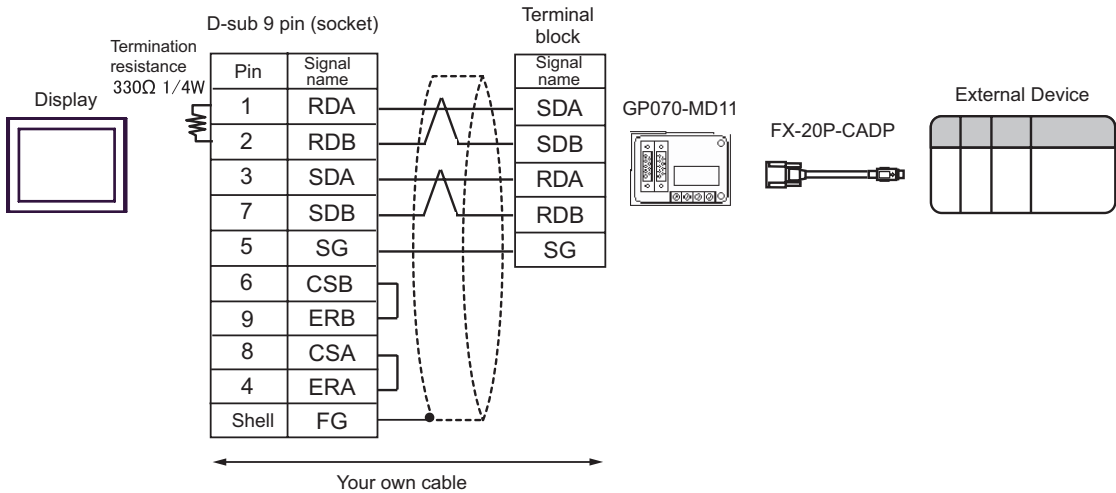 D-sub 9 pin (socket)
Terminal
block
Termination
resistance
330Ω 1/4W
Display
Pin
Signal
name
Signal
name
1 RDA SDA
2 RDB SDB
3 SDA RDA
7 SDB RDB
5 SG SG
6 CSB
9 ERB
8 CSA
4 ERA
Shell FG
GP070-MD11
FX-20P-CADP
External Device
Your own cable